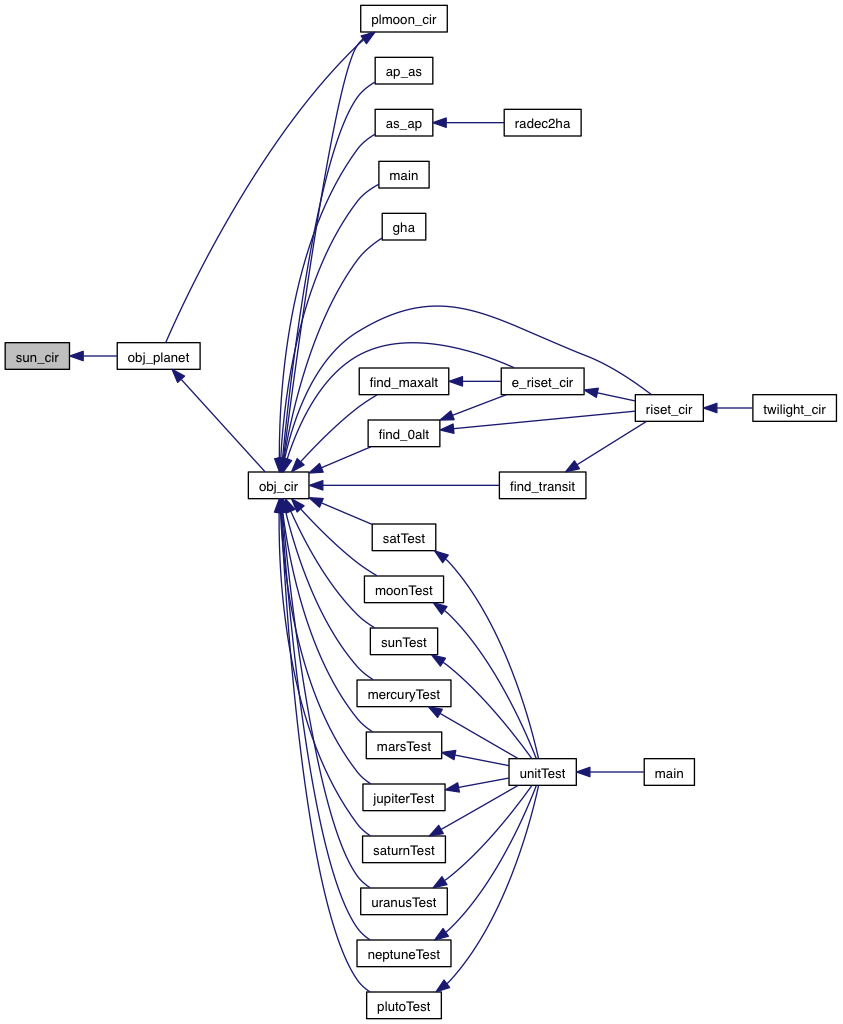 plmoon_cir
ap_as
as_ap
radec2ha
main
gha
sun_cir
obj_planet
find_maxalt
e_riset_cir
riset_cir
twilight_cir
find_0alt
obj_cir
find_transit
satTest
moonTest
sunTest
mercuryTest
marsTest
unitTest
main
jupiterTest
saturnTest
uranusTest
neptuneTest
plutoTest